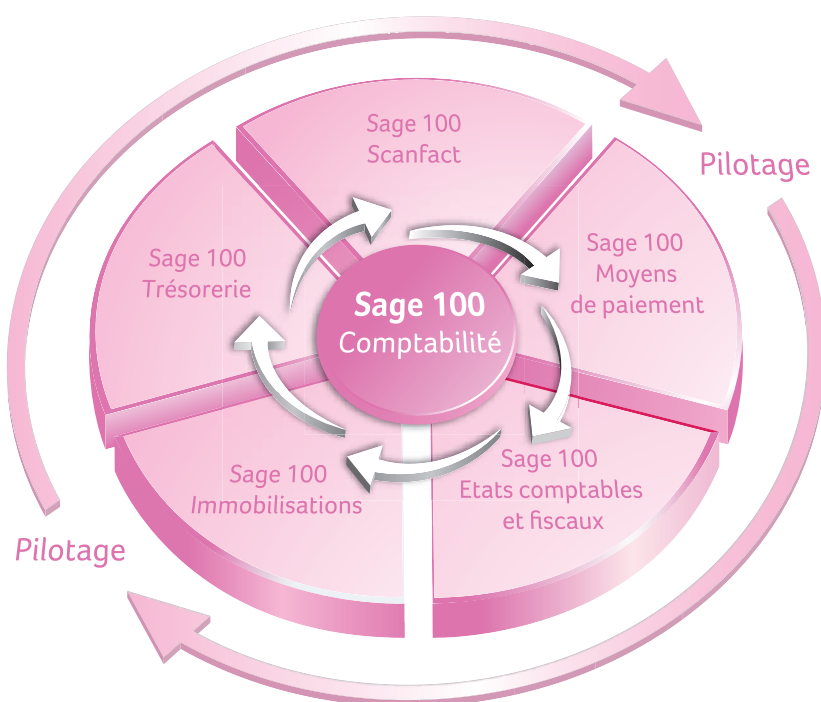 Sage 100
Scanfact
Pilotage
Sage 100
Moyens
de paiement
Sage 100
Trésorerie
Sage 100
Comptabilité
Sage 100
Etats comptables
et fiscaux
Sage 100
Immobilisations
Pilotage